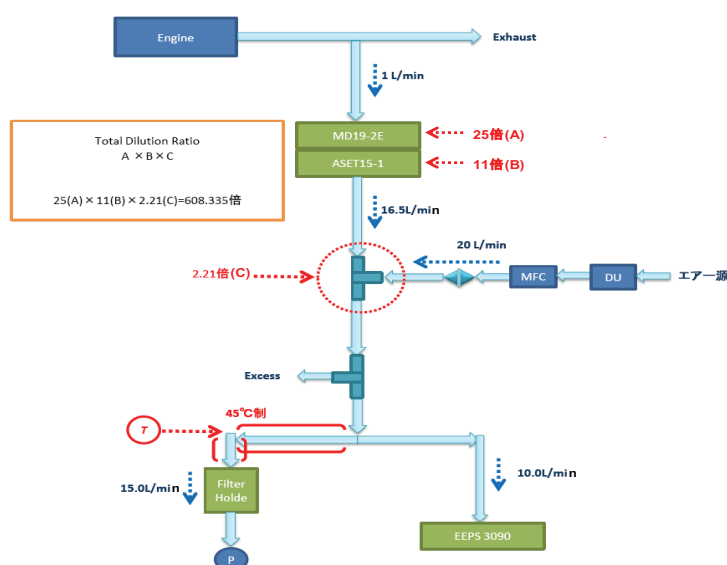 Engine
Exhaust
1 L/min
Total Dilution Ratio
A ×B×C
25(A)×11(B)×2.21(C)=608.335倍
MD19-2E
25倍(A)
ASET15-1
11倍(B)
16.5L/min
20 L/min
2.21倍(C)
MFC
DU
エアー源
Excess
45℃制
T
15.0L/min
Filter
Holde
10.0L/min
EEPS 3090
P